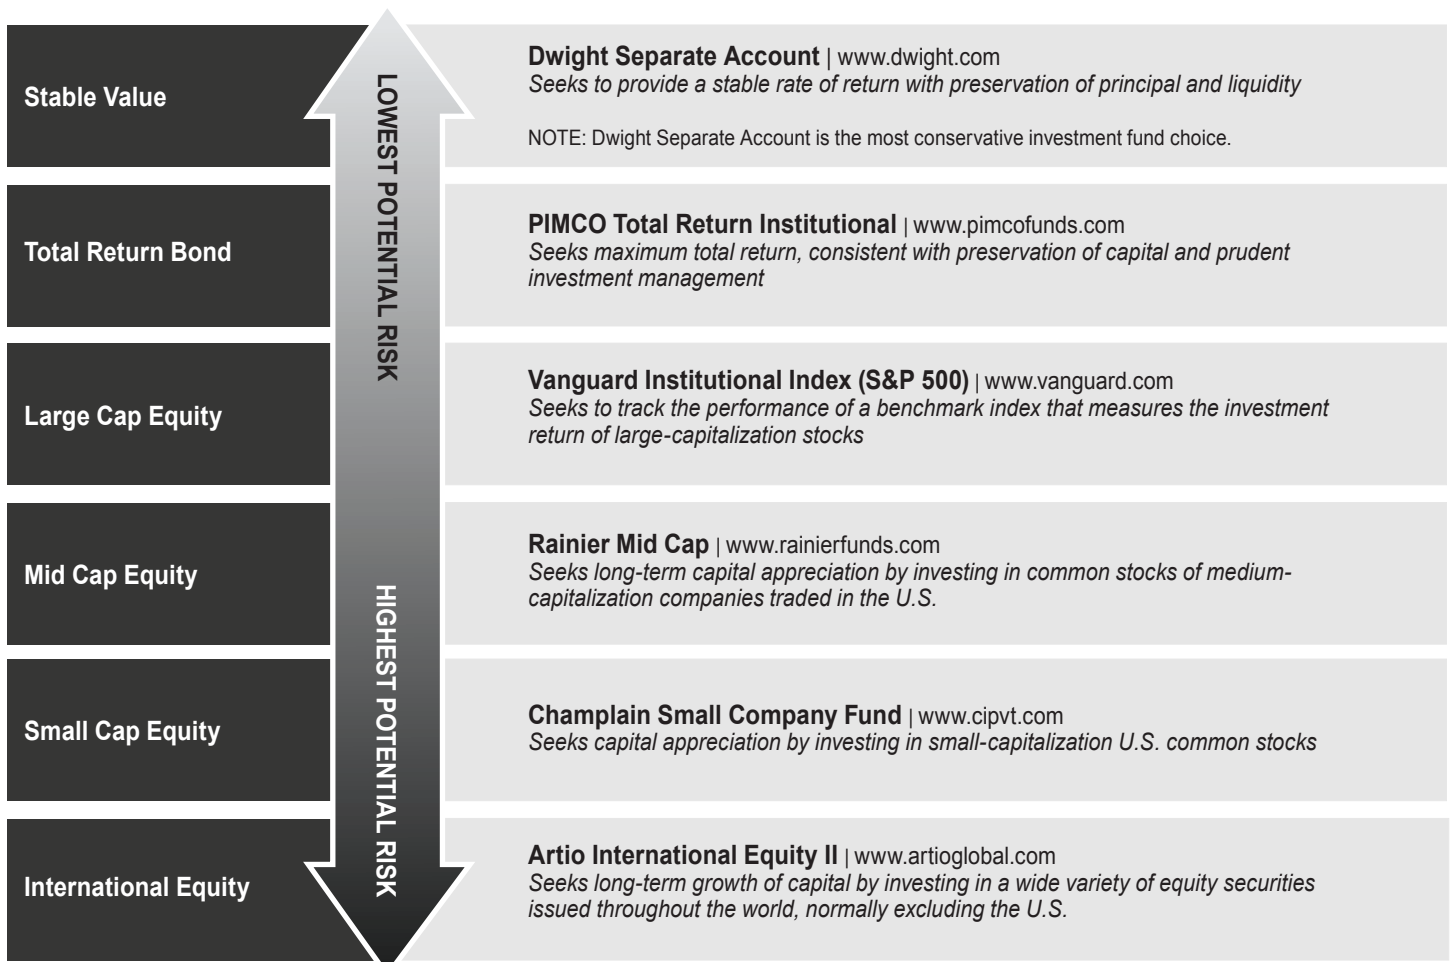 Stable Value
LOWEST POTENTIAL RISK
Dwight Separate Account | www.dwight.com
Seeks to provide a stable rate of return with preservation of principal and liquidity
NOTE: Dwight Separate Account is the most conservative investment fund choice.
Total Return Bond
PIMCO Total Return Institutional | www.pimcofunds.com
Seeks maximum total return, consistent with preservation of capital and prudent
investment management
Large Cap Equity
Vanguard Institutional Index (S&P 500) | www.vanguard.com
Seeks to track the performance of a benchmark index that measures the investment
return of large-capitalization stocks
Mid Cap Equity
HIGHEST POTENTIAL RISK
Rainier Mid Cap | www.rainierfunds.com
Seeks long-term capital appreciation by investing in common stocks of medium-
capitalization companies traded in the U.S.
Small Cap Equity
Champlain Small Company Fund | www.cipvt.com
Seeks capital appreciation by investing in small-capitalization U.S. common stocks
International Equity
Artio International Equity II | www.artioglobal.com
Seeks long-term growth of capital by investing in a wide variety of equity securities
issued throughout the world, normally excluding the U.S.